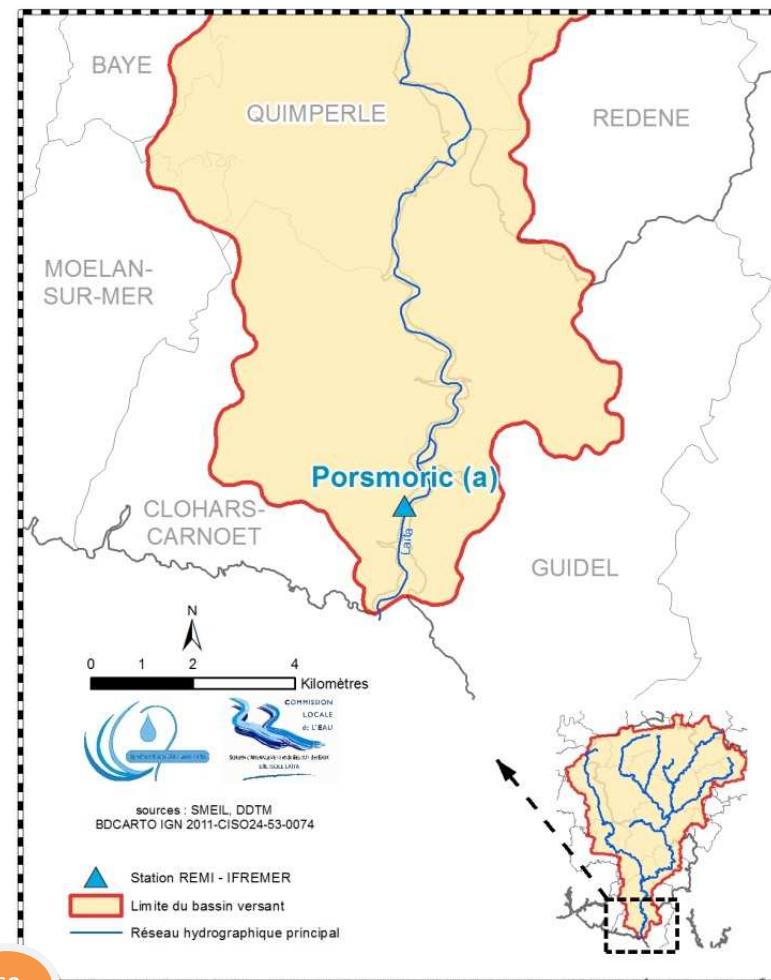 BAYE
QUIMPERLE
REDENE
MOELAN-
SUR-MER
Porsmoric (a)
CLOHARS-
CARNOET
Laïta
GUIDEL
N
0 1 2 4
Kilomètres
COMMISSION
LOCALE
de L'EAU
sources : SMEIL, DDTM
BDCARTO IGN 2011-CISO24-53-0074
Station REMI - IFREMER
Limite du bassin versant
Réseau hydrographique principal